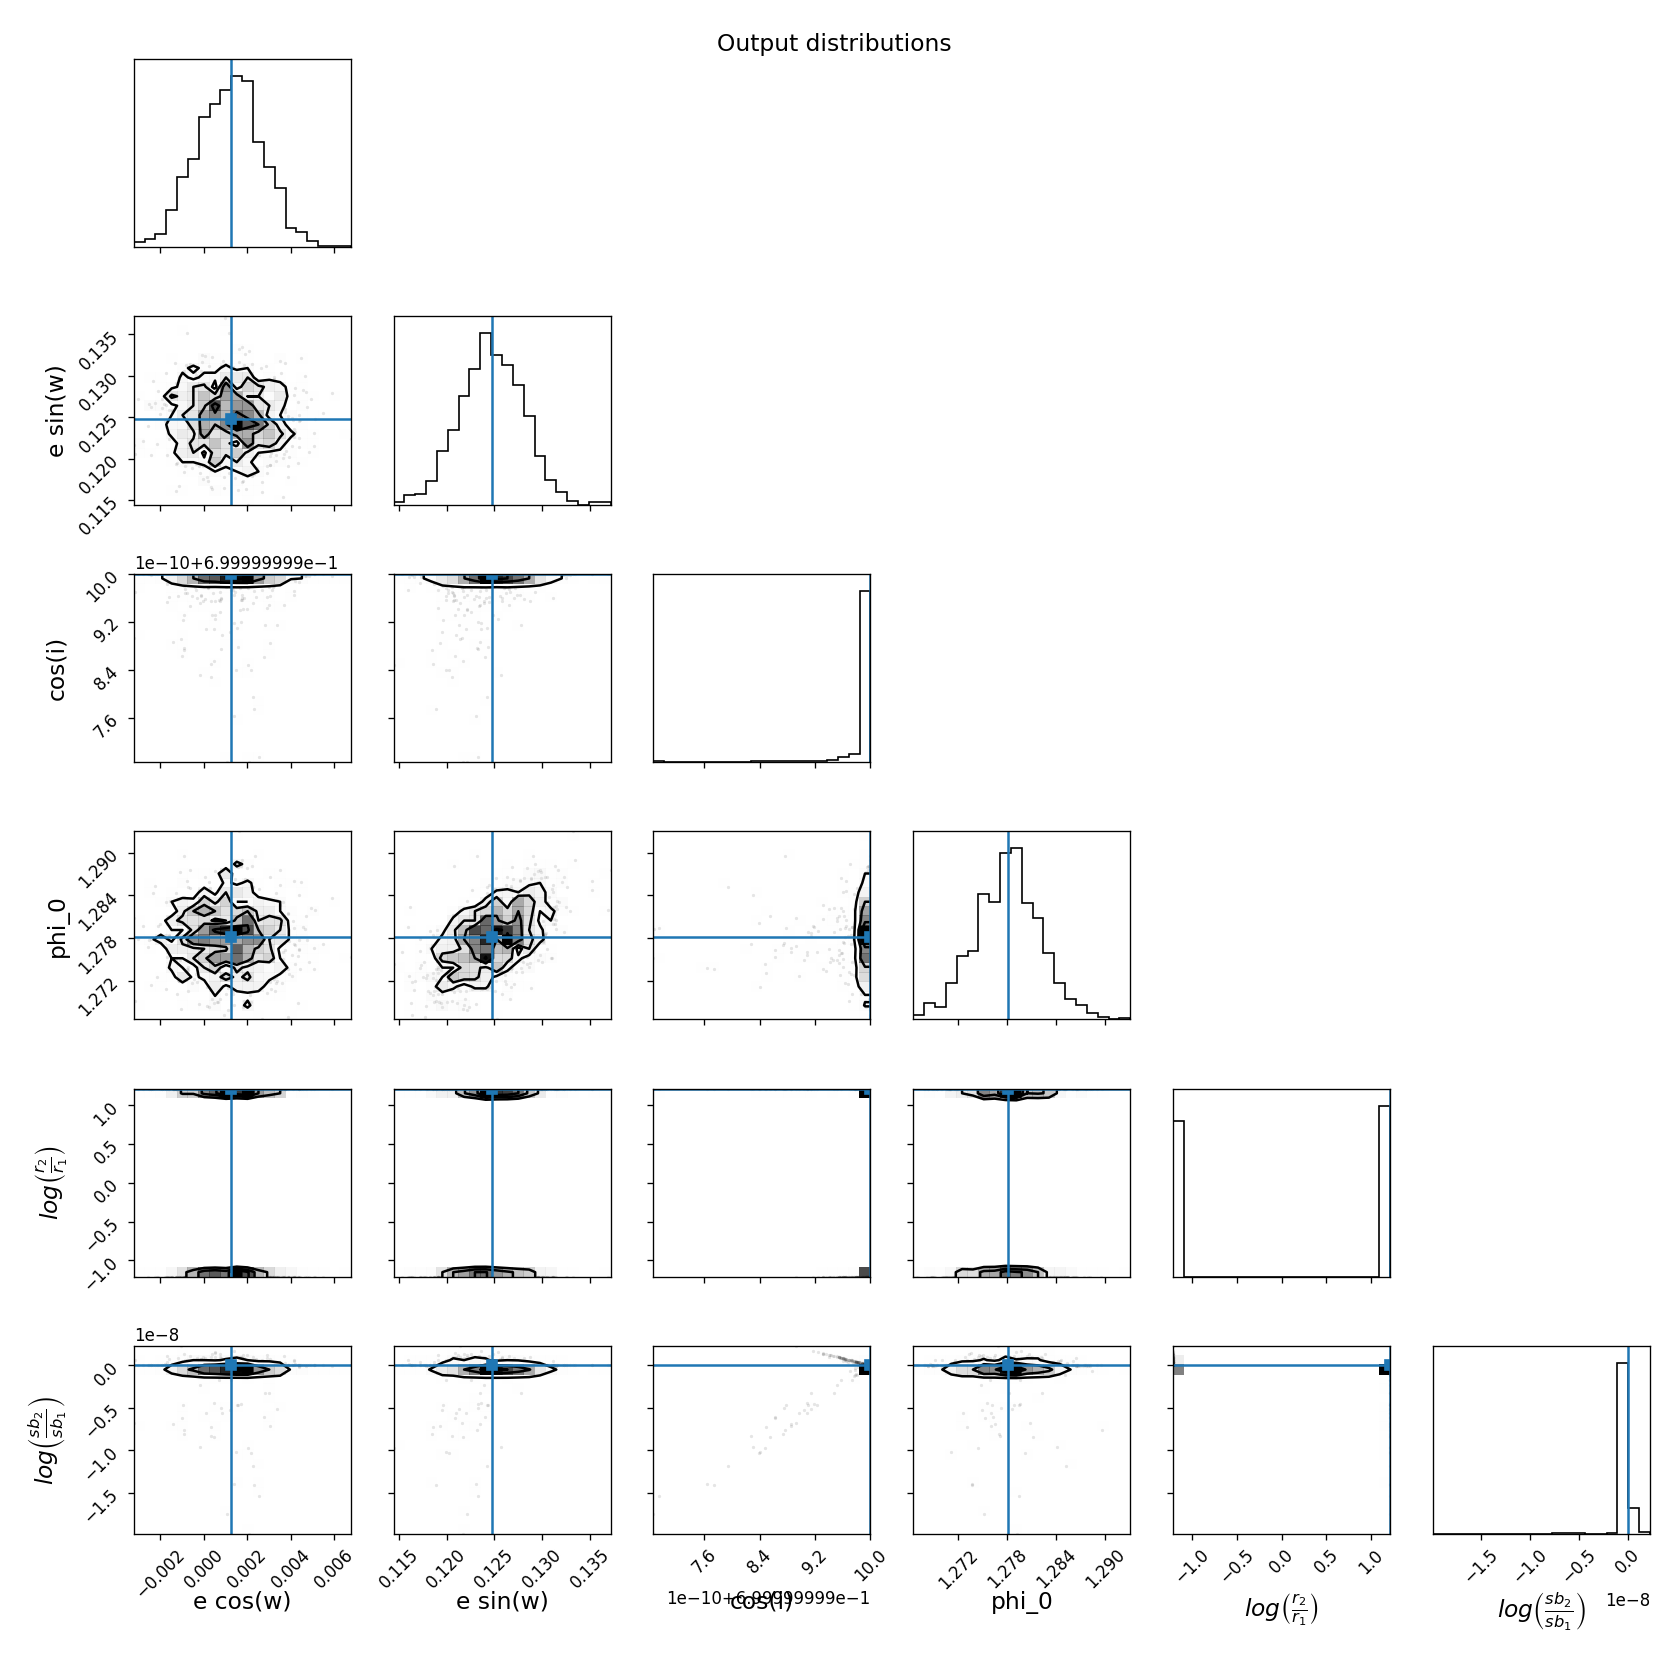 Output distributions
e sin(w)
0.135
0.130
0.125
0.120
0.115
1e−10+6.99999999e−1
cos(i)
10.0
9.2
8.4
7.6
phi_0
1.290
1.284
1.278
1.272
log(r2/r1)
1.0
0.5
0.0
−0.5
−1.0
1e−8
log(sb2/sb1)
0.0
−0.5
−1.0
−1.5
−0.002 0.000 0.002 0.004 0.006 0.115 0.120 0.125 0.130 0.135 7.6 8.4 9.2 10.0 1.272 1.278 1.284 1.290 −1.0 −0.5 0.0 0.5 1.0 −1.5 −1.0 −0.5 0.0
1e−10+6.99999999e−1 1e−8
e cos(w) e sin(w) cos(i) phi_0 log(r2/r1) log(sb2/sb1)